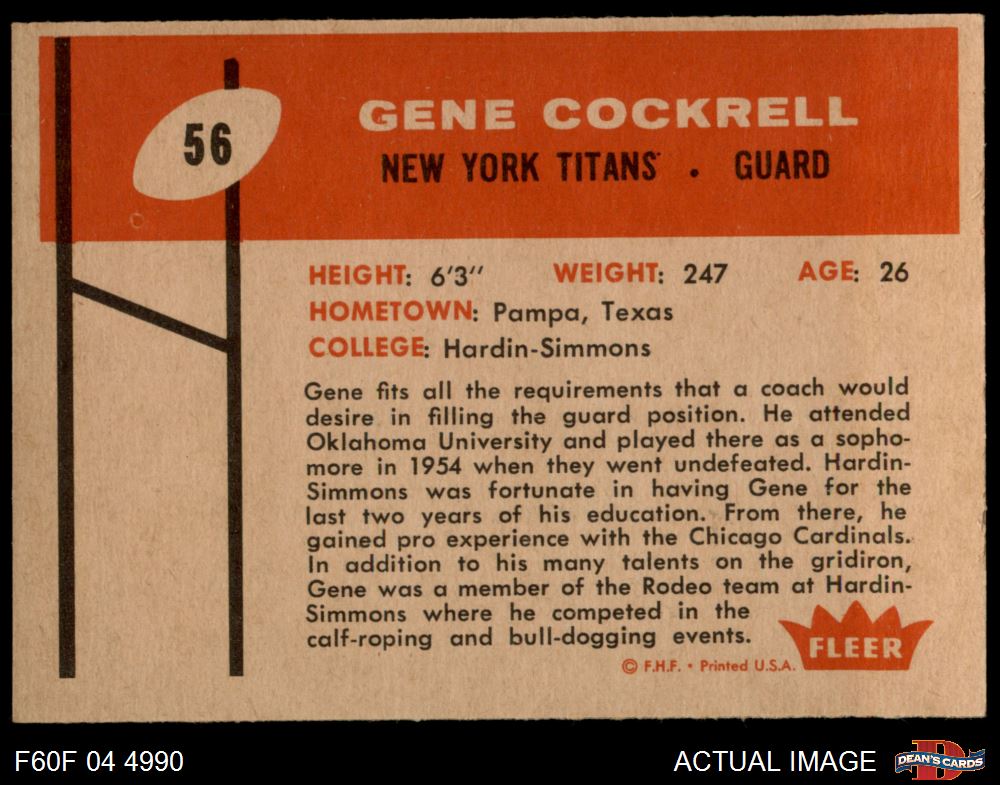 56
GENE COCKRELL
NEW YORK TITANS . GUARD
HEIGHT: 6'3" WEIGHT: 247 AGE: 26
HOMETOWN: Pampa, Texas
COLLEGE: Hardin-Simmons
Gene fits all the requirements that a coach would
desire in filling the guard position. He attended
Oklahoma University and played there as a sopho-
more in 1954 when they went undefeated. Hardin-
Simmons was fortunate in having Gene for the
last two years of his education. From there, he
gained pro experience with the Chicago Cardinals.
In addition to his many talents on the gridiron,
Gene was a member of the Rodeo team at Hardin-
Simmons where he competed in the
calf-roping and bull-dogging events.
FLEER
© F.H.F. • Printed U.S.A.
F60F 04 4990
ACTUAL IMAGE
DEAN'S CARDS